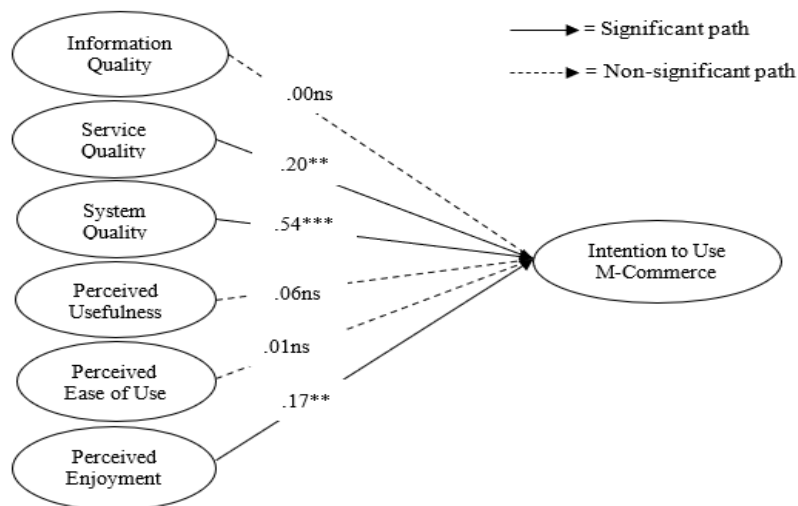 Information
Quality
= Significant path
= Non-significant path
.00ns
Service
Quality
.20**
System
Quality
.54***
Intention to Use
M-Commerce
Perceived
Usefulness
.06ns
.01ns
Perceived
Ease of Use
.17**
Perceived
Enjoyment